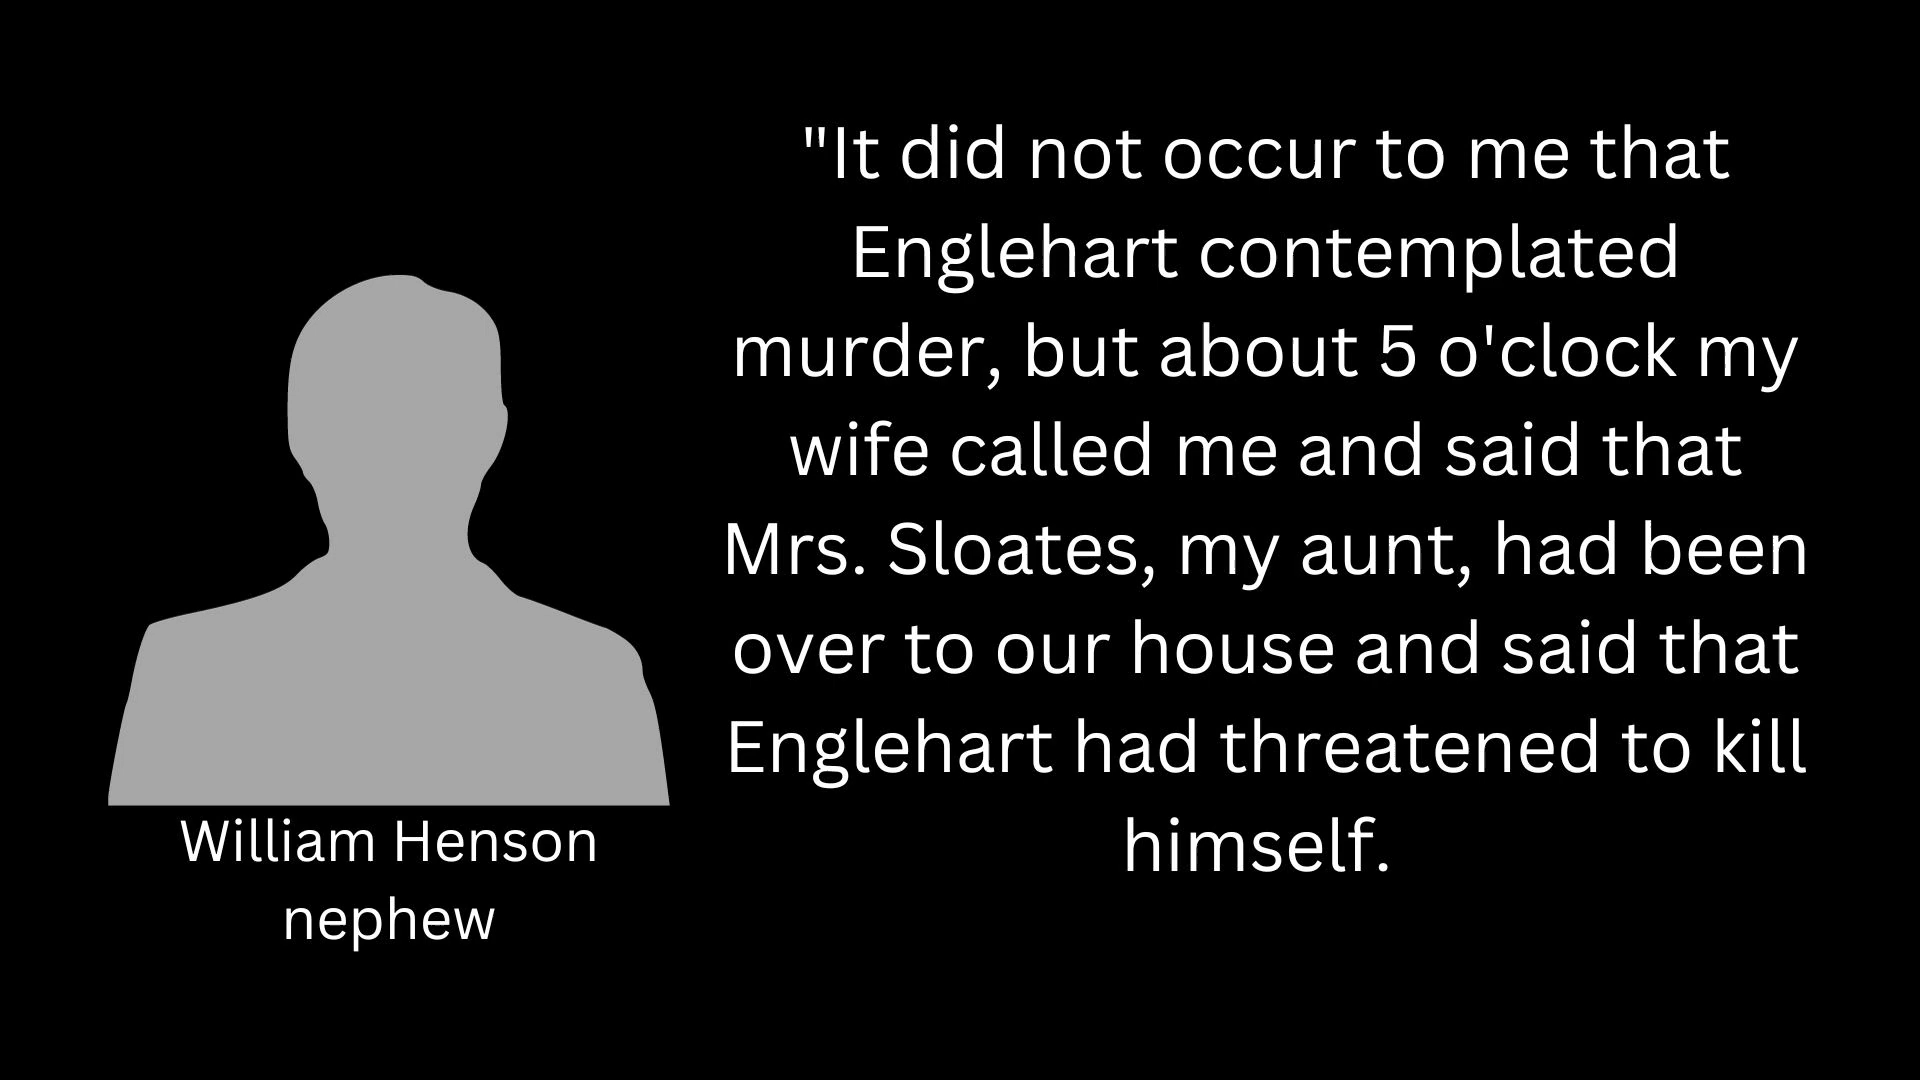 "It did not occur to me that
Englehart contemplated
murder, but about 5 o'clock my
wife called me and said that
Mrs. Sloates, my aunt, had been
over to our house and said that
Englehart had threatened to kill
himself.
William Henson
nephew